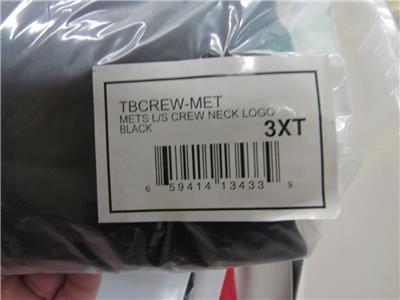 TBCREW-MET
METS L/S CREW NECK LOGO
BLACK
3XT
6 59414 13433 9